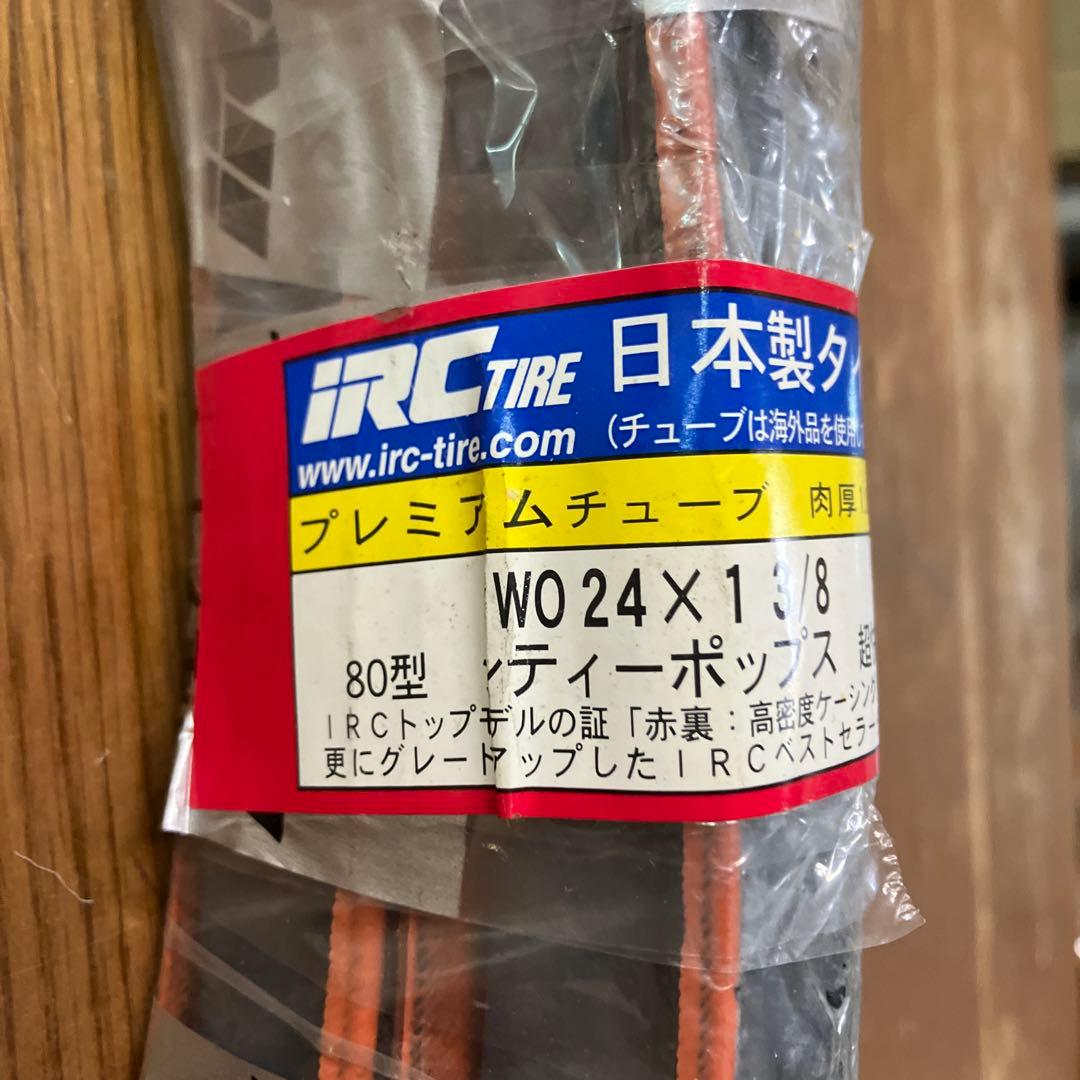 iRC TIRE 日本製タイ
www.irc-tire.com (チューブは海外品を使用し
プレミアムチューブ 肉厚1
WO 24×1 3/8
80型 ンティーポップス 超
IRCトップモデルの証「赤裏:高密度ケーシング
更にグレードアップしたIRCベストセラー